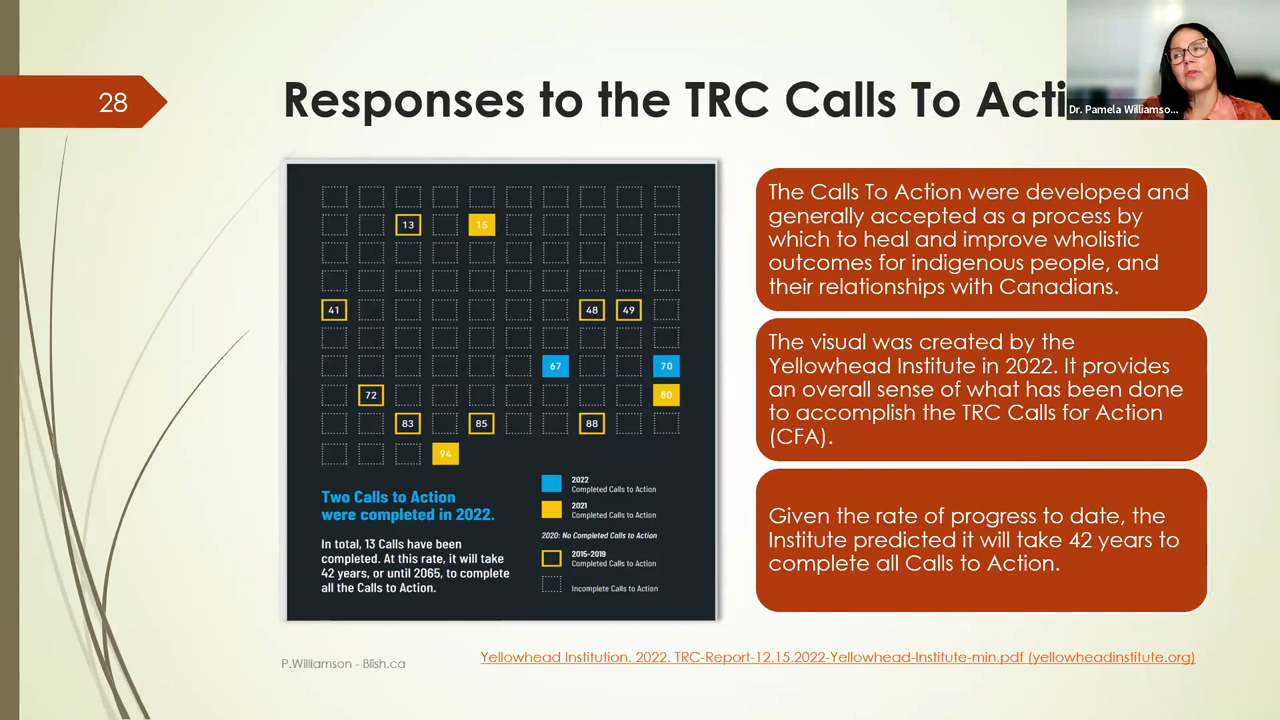 28
Responses to the TRC Calls To Acti
Dr. Pamela Williamso...
13
15
41
48
49
67
70
72
80
83
85
88
94
Two Calls to Action
were completed in 2022.
In total, 13 Calls have been
completed. At this rate, it will take
42 years, or until 2065, to complete
all the Calls to Action.
2022
Completed Calls to Action
2021
Completed Calls to Action
2020: No Completed Calls to Action
2015-2019
Completed Calls to Action
Incomplete Calls to Action
The Calls To Action were developed and
generally accepted as a process by
which to heal and improve wholistic
outcomes for indigenous people, and
their relationships with Canadians.
The visual was created by the
Yellowhead Institute in 2022. It provides
an overall sense of what has been done
to accomplish the TRC Calls for Action
(CFA).
Given the rate of progress to date, the
Institute predicted it will take 42 years to
complete all Calls to Action.
P.Williamson - Biish.ca
Yellowhead Institution. 2022. TRC-Report-12.15.2022-Yellowhead-Institute-min.pdf (yellowheadinstitute.org)